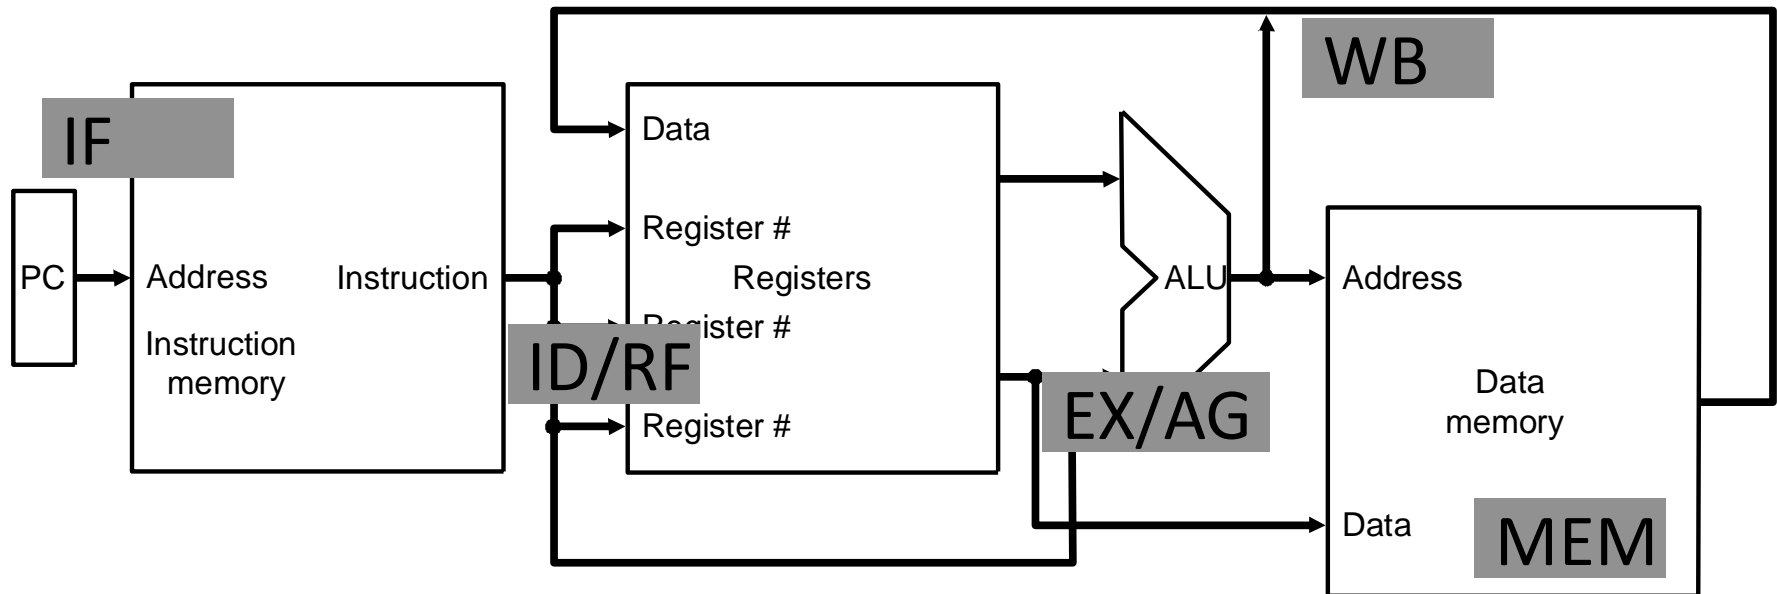 WB
IF
Data
Register #
PC
Address
Instruction
Registers
ALU
Address
Instruction
memory
Register #
ID/RF
EX/AG
Data
memory
Register #
Data
MEM